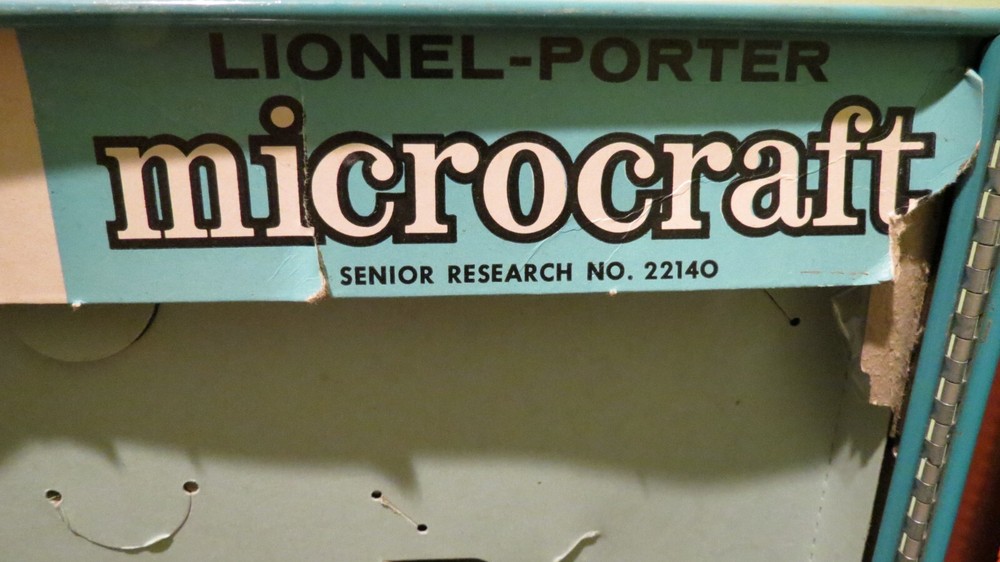 LIONEL-PORTER
microcraft
SENIOR RESEARCH NO. 22140